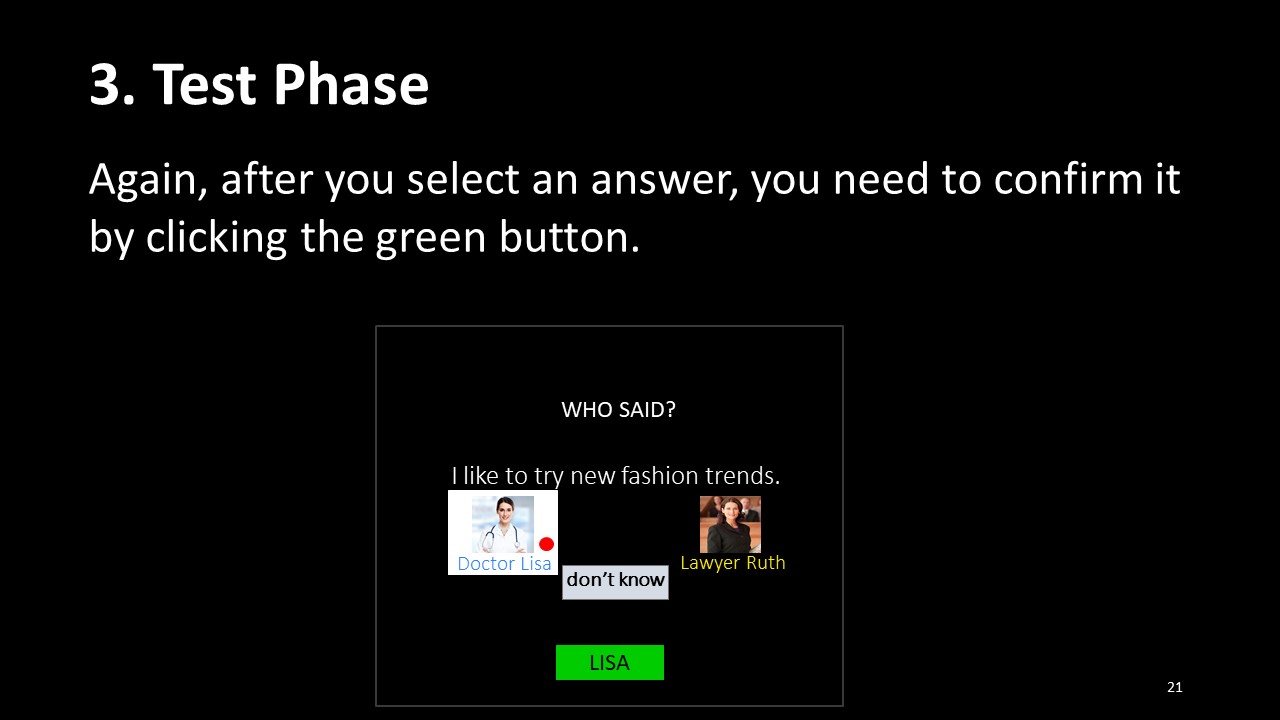 3. Test Phase
Again, after you select an answer, you need to confirm it
by clicking the green button.
WHO SAID?
I like to try new fashion trends.
Doctor Lisa
Lawyer Ruth
don't know
LISA
21